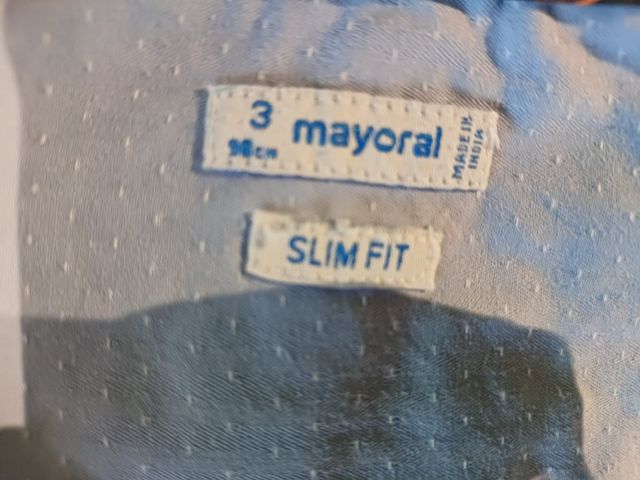 3 mayoral
98cm
MADE IN
INDIA
SLIM FIT